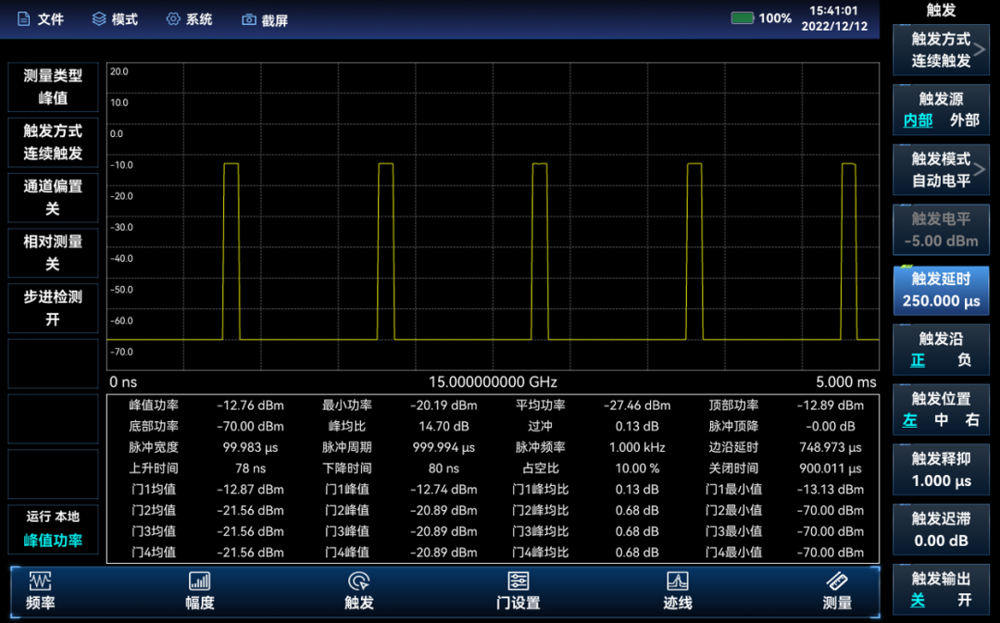 文件 模式 系统 截屏 100% 15:41:01
2022/12/12
测量类型
峰值
触发方式
连续触发
通道偏置
关
相对测量
关
步进检测
开
运行 本地
峰值功率
20.0
10.0
0.0
-10.0
-20.0
-30.0
-40.0
-50.0
-60.0
-70.0
0 ns 15.000000000 GHz 5.000 ms
峰值功率 -12.76 dBm 最小功率 -20.19 dBm 平均功率 -27.46 dBm 顶部功率 -12.89 dBm
底部功率 -70.00 dBm 峰均比 14.70 dB 过冲 0.13 dB 脉冲顶降 -0.00 dB
脉冲宽度 99.983 μs 脉冲周期 999.994 μs 脉冲频率 1.000 kHz 边沿延时 748.973 μs
上升时间 78 ns 下降时间 80 ns 占空比 10.00 % 关闭时间 900.011 μs
门1均值 -12.87 dBm 门1峰值 -12.74 dBm 门1峰均比 0.13 dB 门1最小值 -13.13 dBm
门2均值 -21.56 dBm 门2峰值 -20.89 dBm 门2峰均比 0.68 dB 门2最小值 -70.00 dBm
门3均值 -21.56 dBm 门3峰值 -20.89 dBm 门3峰均比 0.68 dB 门3最小值 -70.00 dBm
门4均值 -21.56 dBm 门4峰值 -20.89 dBm 门4峰均比 0.68 dB 门4最小值 -70.00 dBm
频率 幅度 触发 门设置 迹线 测量
触发
触发方式
连续触发
触发源
内部 外部
触发模式
自动电平
触发电平
-5.00 dBm
触发延时
250.000 μs
触发沿
正 负
触发位置
左 中 右
触发释抑
1.000 μs
触发迟滞
0.00 dB
触发输出
关 开